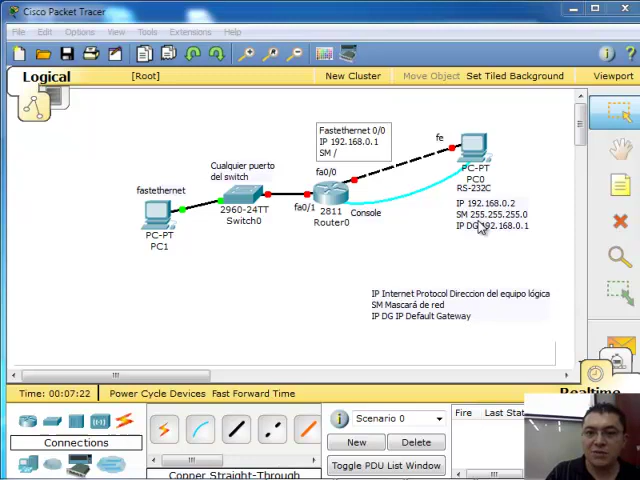 Cisco Packet Tracer
File Edit Options View Tools Extensions Help
Logical [Root] New Cluster Move Object Set Tiled Background Viewport
Fastethernet 0/0
IP 192.168.0.1
SM /
fe
PC-PT
PC0
RS-232C
IP 192.168.0.2
SM 255.255.255.0
IP DG 192.168.0.1
Cualquier puerto
del switch
fa0/0
fastethernet
2960-24TT
Switch0
fa0/1
2811
Router0
Console
PC-PT
PC1
IP Internet Protocol Direccion del equipo lógica
SM Mascará de red
IP DG IP Default Gateway
Time: 00:07:22 Power Cycle Devices Fast Forward Time Realtime
Connections
Copper Straight-Through
Scenario 0
New Delete
Toggle PDU List Window
Fire Last Stat